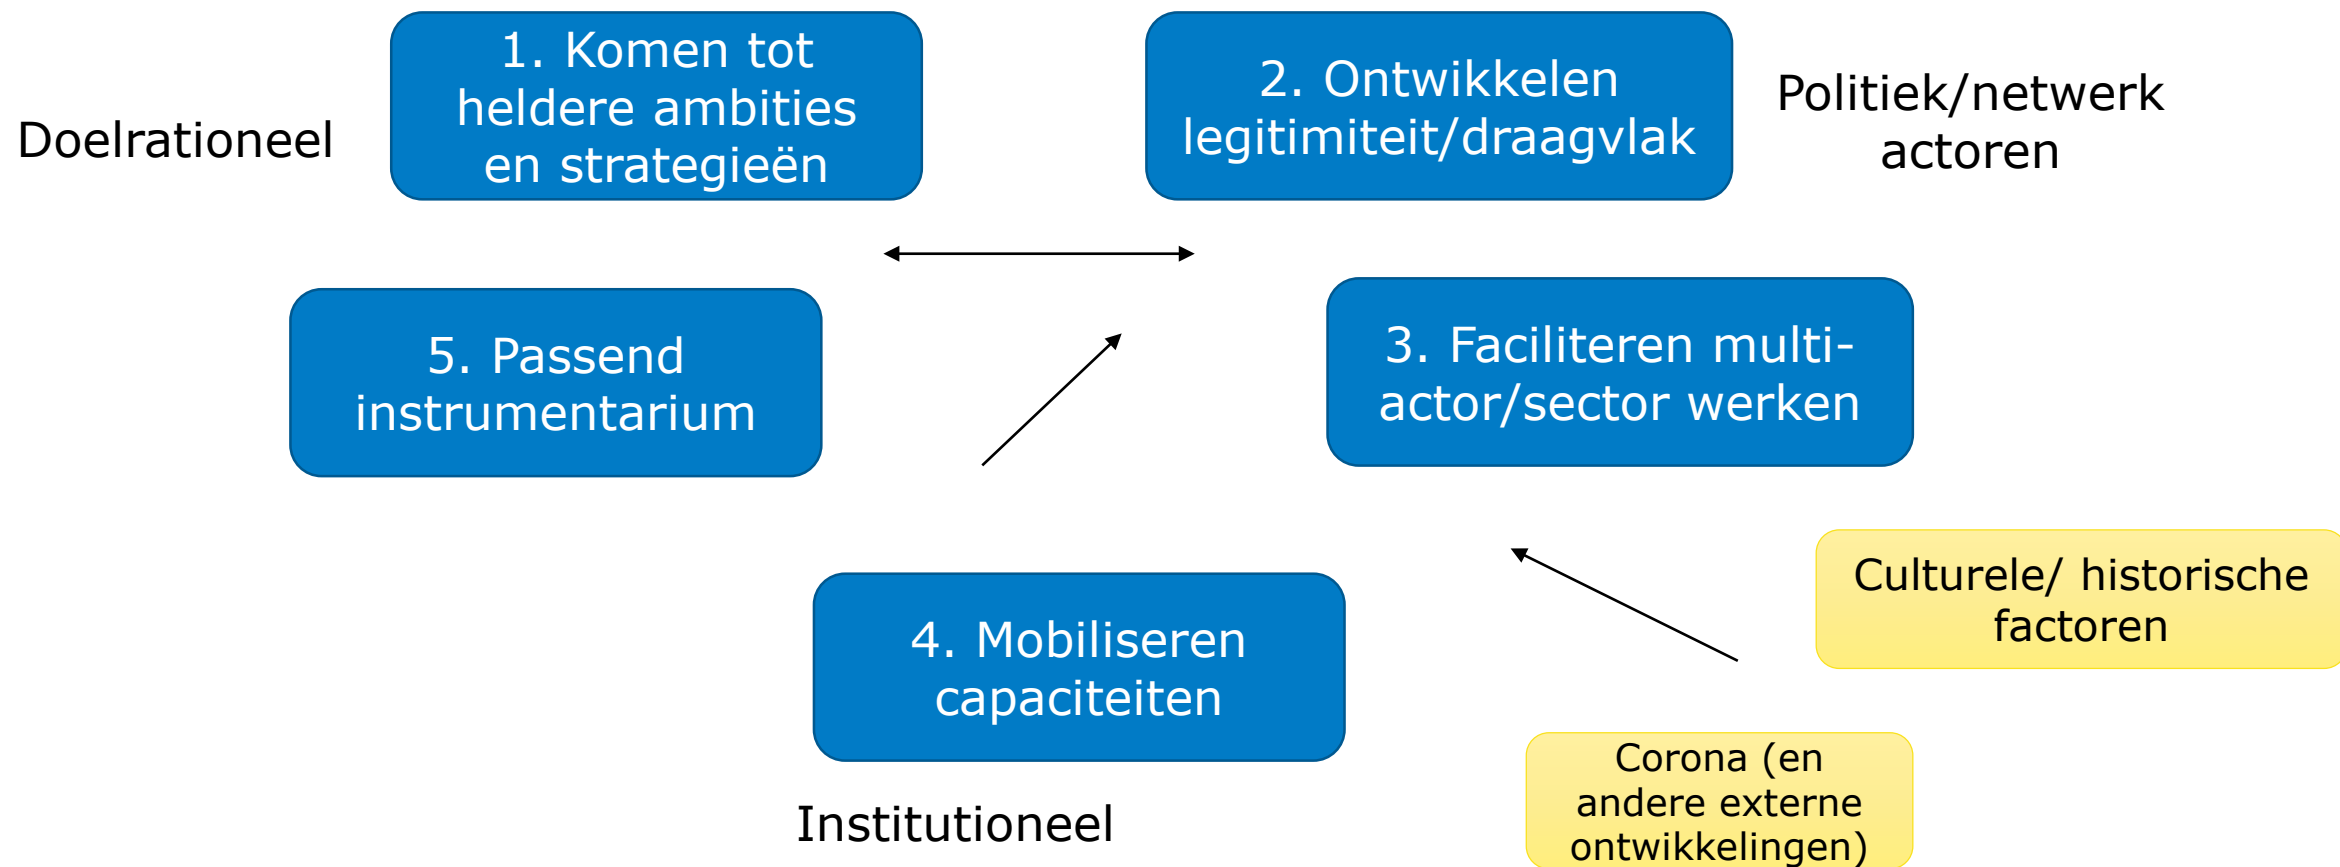 1. Komen tot
heldere ambities
en strategieën
2. Ontwikkelen
legitimiteit/draagvlak
Politiek/netwerk
actoren
Doelrationeel
5. Passend
instrumentarium
3. Faciliteren multi-
actor/sector werken
4. Mobiliseren
capaciteiten
Culturele/ historische
factoren
Corona (en
andere externe
ontwikkelingen)
Institutioneel